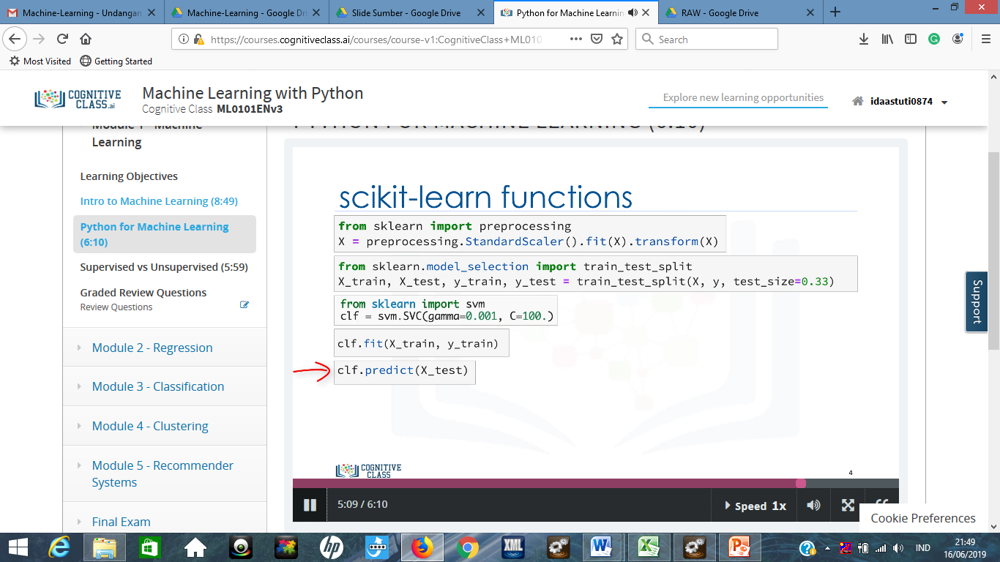 Machine-Learning - Undangan
Machine-Learning - Google Dri
Slide Sumber - Google Drive
Python for Machine Learnin
RAW - Google Drive
https://courses.cognitiveclass.ai/courses/course-v1:CognitiveClass+ML010
Search
Most Visited
Getting Started
COGNITIVE
CLASS.ai
Machine Learning with Python
Cognitive Class ML0101ENv3
Explore new learning opportunities
idaastuti0874
Module 1 - Machine
Learning
Learning Objectives
Intro to Machine Learning (8:49)
Python for Machine Learning
(6:10)
Supervised vs Unsupervised (5:59)
Graded Review Questions
Review Questions
Module 2 - Regression
Module 3 - Classification
Module 4 - Clustering
Module 5 - Recommender
Systems
Final Exam
PYTHON FOR MACHINE LEARNING (6:10)
scikit-learn functions
from sklearn import preprocessing
X = preprocessing.StandardScaler().fit(X).transform(X)
from sklearn.model_selection import train_test_split
X_train, X_test, y_train, y_test = train_test_split(X, y, test_size=0.33)
from sklearn import svm
clf = svm.SVC(gamma=0.001, C=100.)
clf.fit(X_train, y_train)
clf.predict(X_test)
COGNITIVE
CLASS
4
5:09 / 6:10
Speed 1x
Support
Cookie Preferences
IND
21:49
16/06/2019